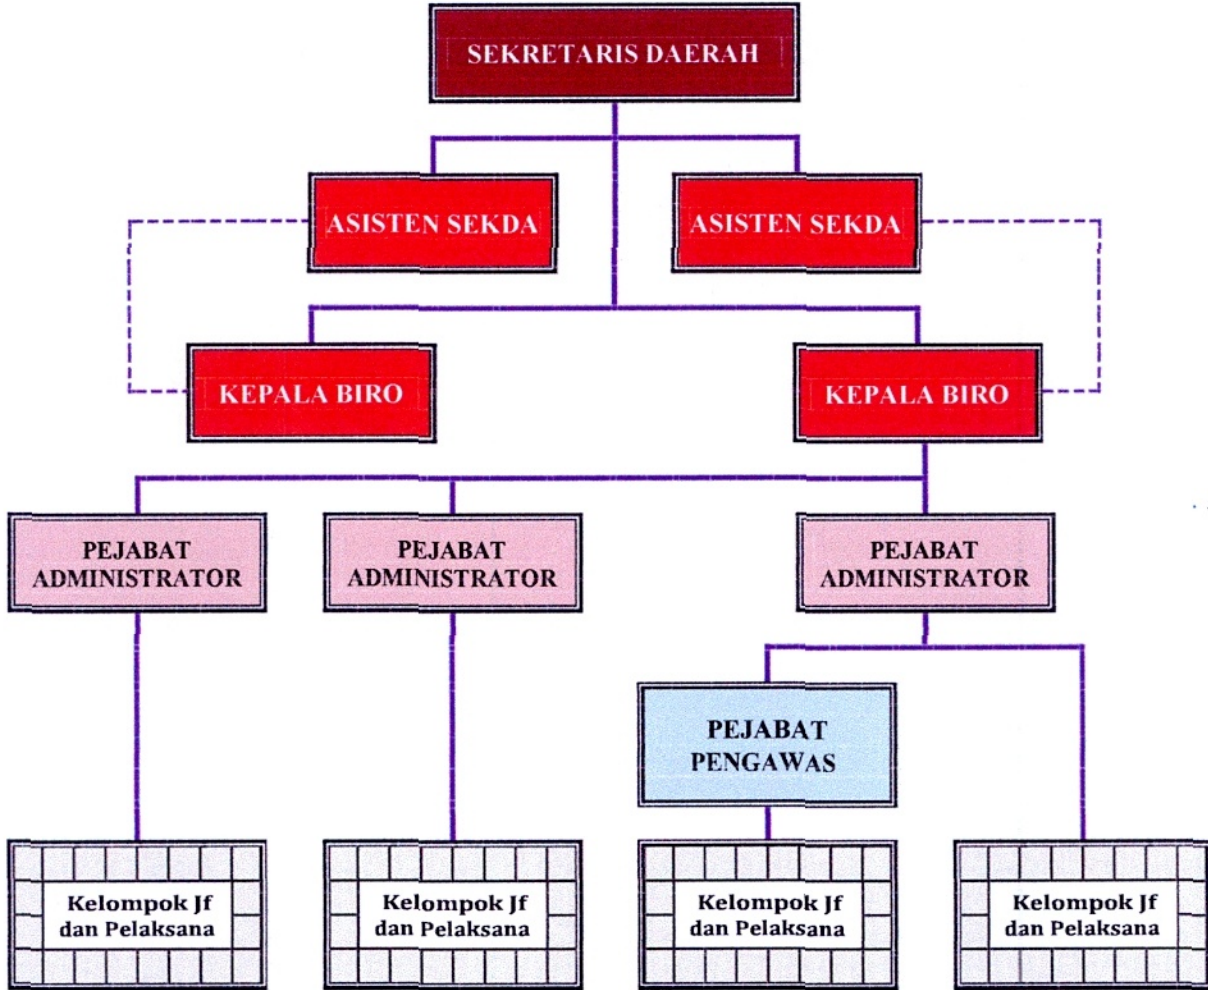 SEKRETARIS DAERAH
ASISTEN SEKDA
ASISTEN SEKDA
KEPALA BIRO
KEPALA BIRO
PEJABAT
ADMINISTRATOR
PEJABAT
ADMINISTRATOR
PEJABAT
ADMINISTRATOR
PEJABAT
PENGAWAS
Kelompok Jf
dan Pelaksana
Kelompok Jf
dan Pelaksana
Kelompok Jf
dan Pelaksana
Kelompok Jf
dan Pelaksana